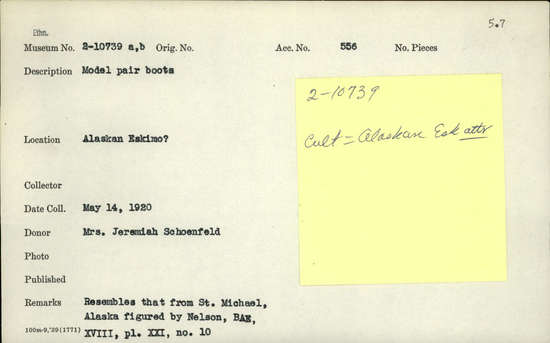 5.7
Ethn.
Museum No. 2-10739 a,b Orig. No. Acc. No. 556 No. Pieces
Description Model pair boots
2-10739
Cult = Alaskan Esk attr
Location Alaskan Eskimo?
Collector
Date Coll. May 14, 1920
Donor Mrs. Jeremiah Schoenfeld
Photo
Published
Remarks Resembles that from St. Michael,
Alaska figured by Nelson, BAE,
100m-9,'29(1771) XVIII, pl. XXI, no. 10